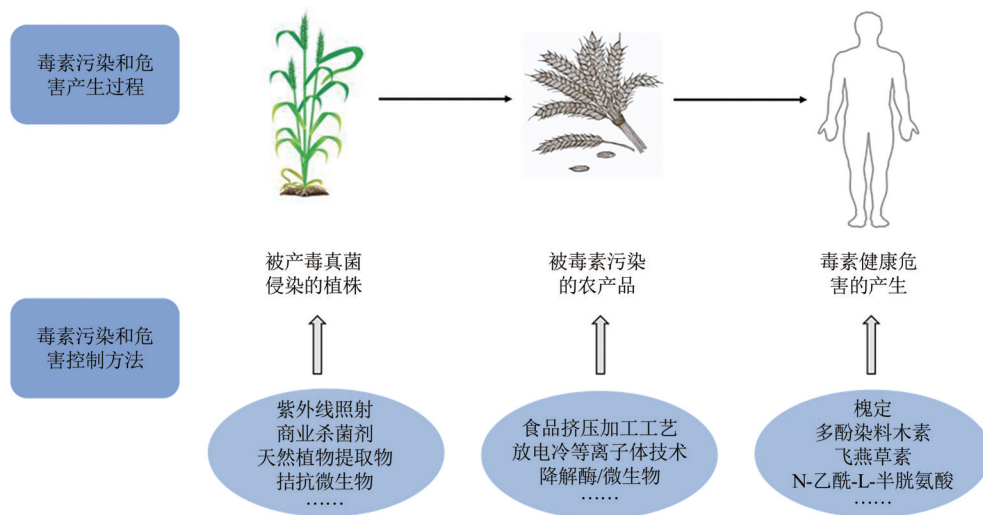 毒素污染和危
害产生过程
被产毒真菌
侵染的植株
被毒素污染
的农产品
毒素健康危
害的产生
毒素污染和危
害控制方法
紫外线照射
商业杀菌剂
天然植物提取物
拮抗微生物
……
食品挤压加工工艺
放电冷等离子体技术
降解酶/微生物
……
槐定
多酚染料木素
飞燕草素
N-乙酰-L-半胱氨酸
……